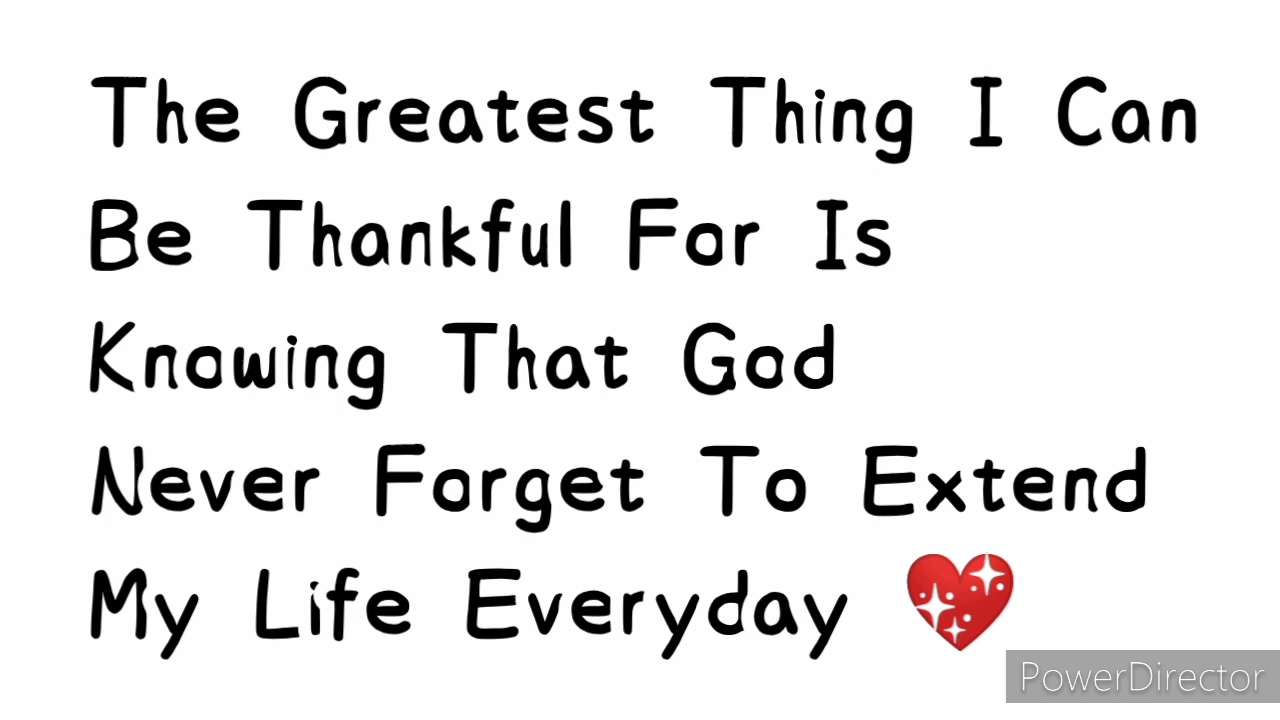 The Greatest Thing I Can
Be Thankful For Is
Knowing That God
Never Forget To Extend
My Life Everyday 💖
PowerDirector